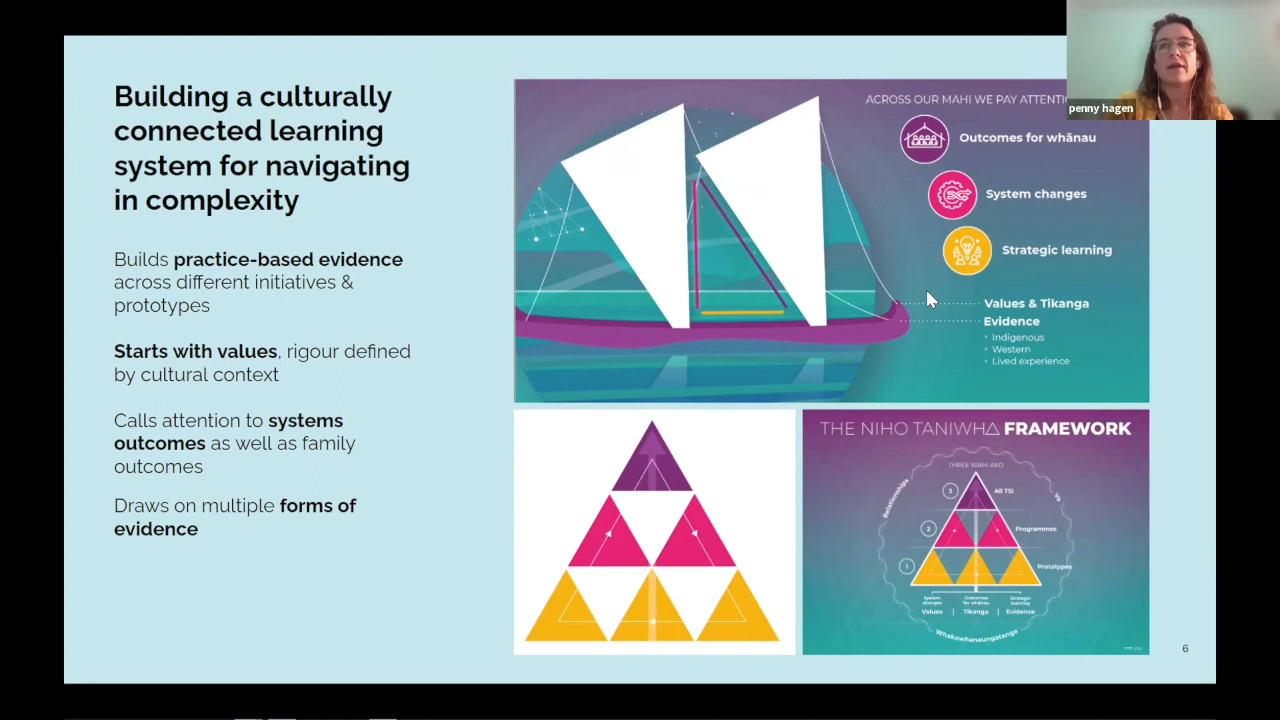 Building a culturally
connected learning
system for navigating
in complexity
Builds practice-based evidence
across different initiatives &
prototypes
Starts with values, rigour defined
by cultural context
Calls attention to systems
outcomes as well as family
outcomes
Draws on multiple forms of
evidence
ACROSS OUR MAHI WE PAY
Outcomes for whānau
System changes
Strategic learning
Values & Tikanga
Evidence
Indigenous
Western
Lived experience
penny hagen
THE NIHO TANIWHA FRAMEWORK
THREE WAHI AKO
Relationships
Va
3
All TSI
2
Programmes
1
Prototypes
System changes
Outcomes for whānau
Strategic learning
Values | Tikanga | Evidence
Whakawhanaungatanga
6